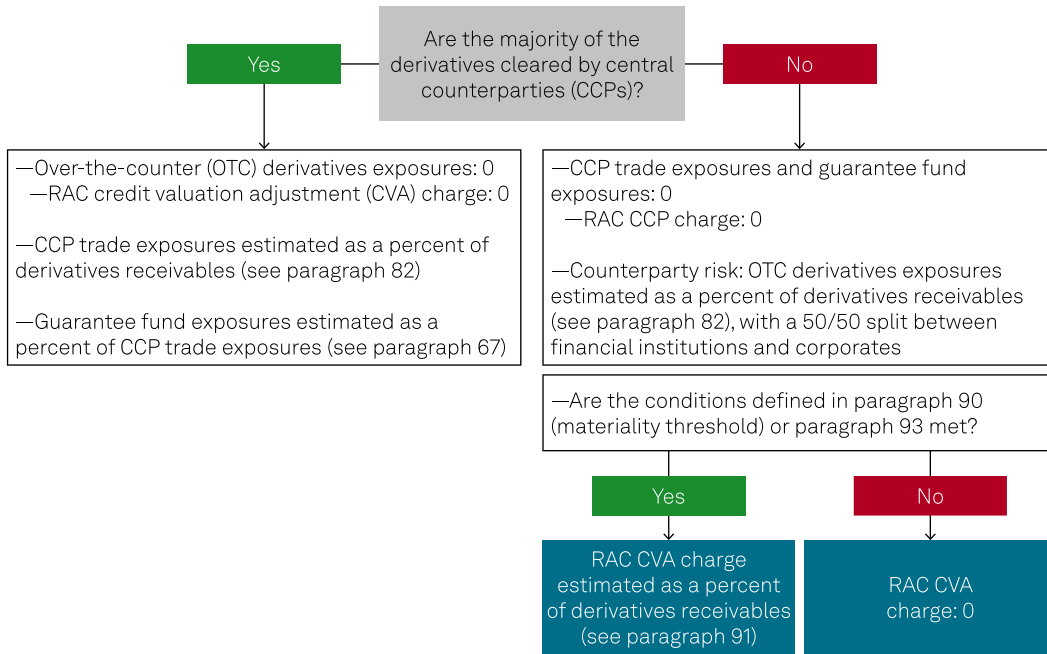 Are the majority of the
derivatives cleared by central
counterparties (CCPs)?
Yes
No
—Over-the-counter (OTC) derivatives exposures: 0
—RAC credit valuation adjustment (CVA) charge: 0
—CCP trade exposures estimated as a percent of
derivatives receivables (see paragraph 82)
—Guarantee fund exposures estimated as a
percent of CCP trade exposures (see paragraph 67)
—CCP trade exposures and guarantee fund
exposures: 0
—RAC CCP charge: 0
—Counterparty risk: OTC derivatives exposures
estimated as a percent of derivatives receivables
(see paragraph 82), with a 50/50 split between
financial institutions and corporates
—Are the conditions defined in paragraph 90
(materiality threshold) or paragraph 93 met?
Yes
No
RAC CVA charge
estimated as a percent
of derivatives receivables
(see paragraph 91)
RAC CVA
charge: 0